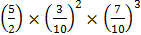 (5/2) × (3/10)² × (7/10)³